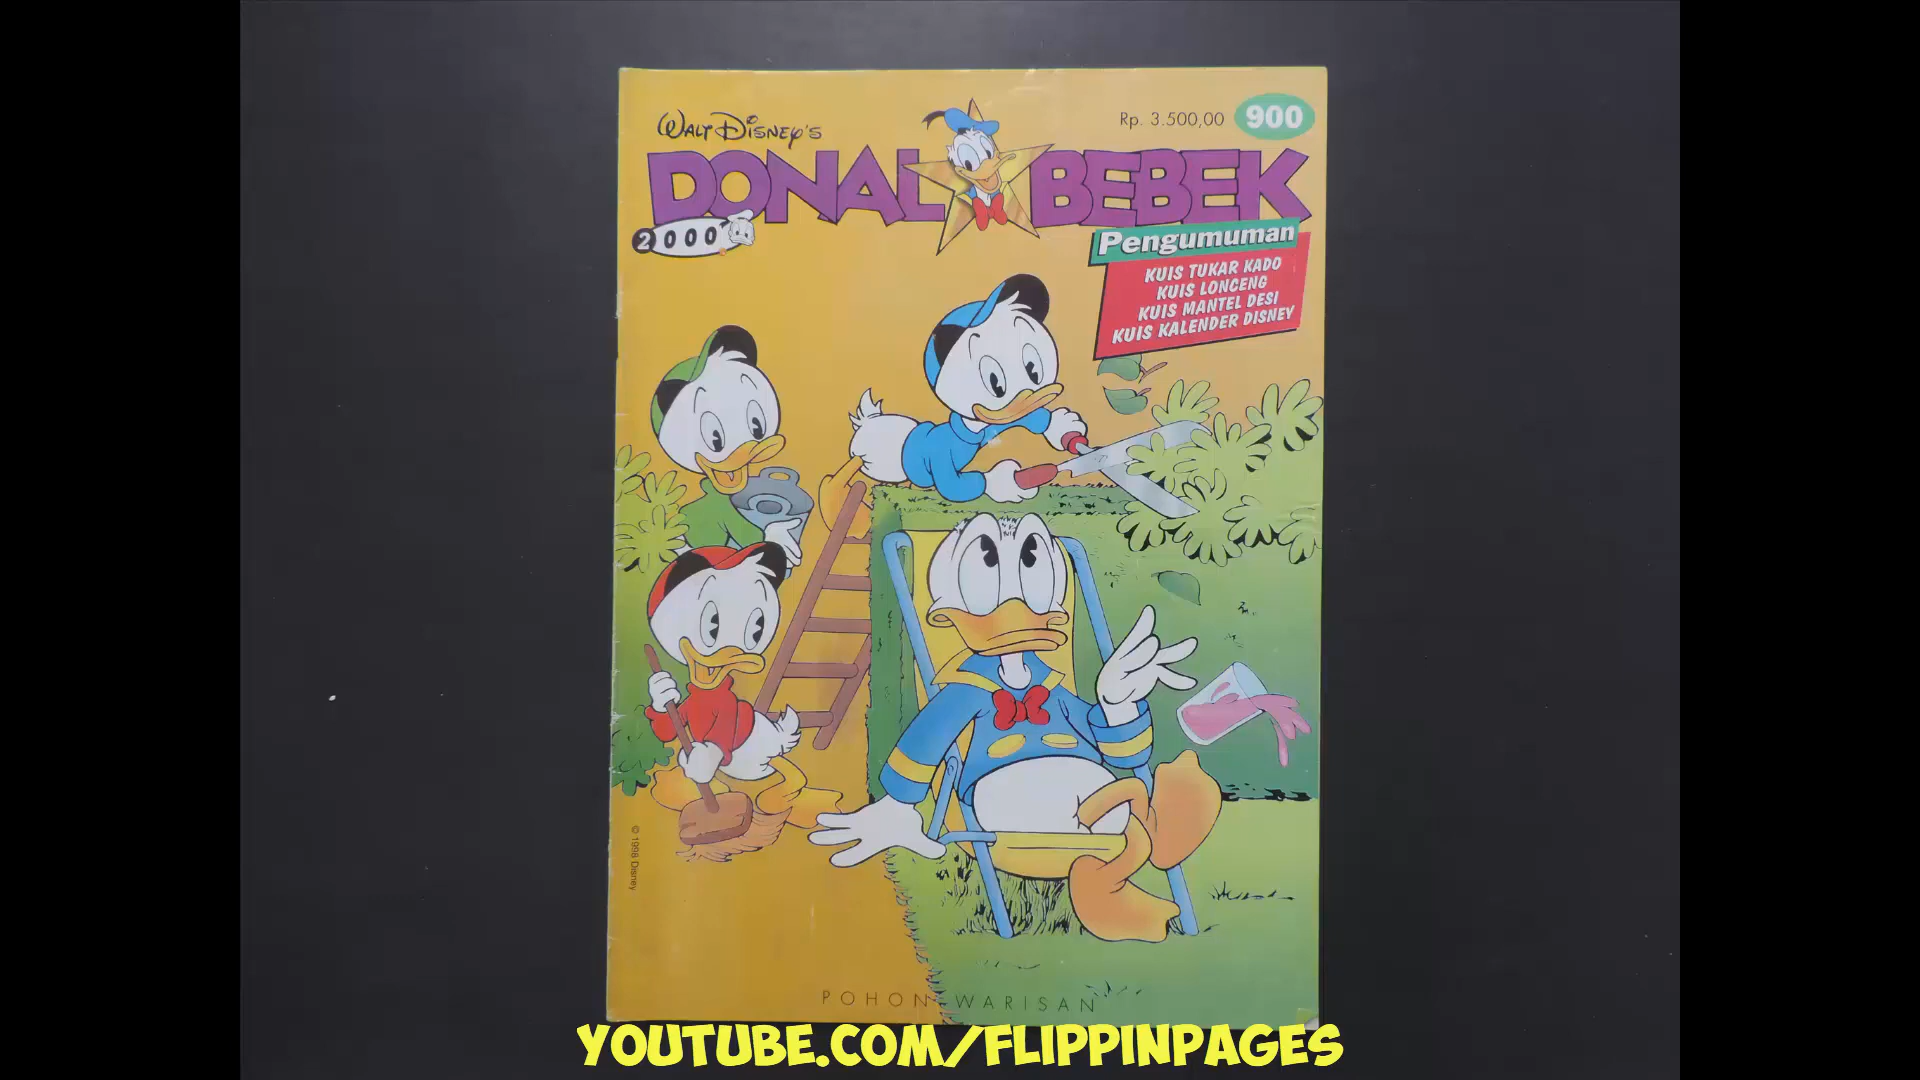 WALT DISNEY'S
Rp. 3.500,00
900
DONAL BEBEK
2000
Pengumuman
KUIS TUKAR KADO
KUIS LONCENG
KUIS MANTEL DESI
KUIS KALENDER DISNEY
© 1998 Disney
POHON WARISAN
YOUTUBE.COM/FLIPPINPAGES